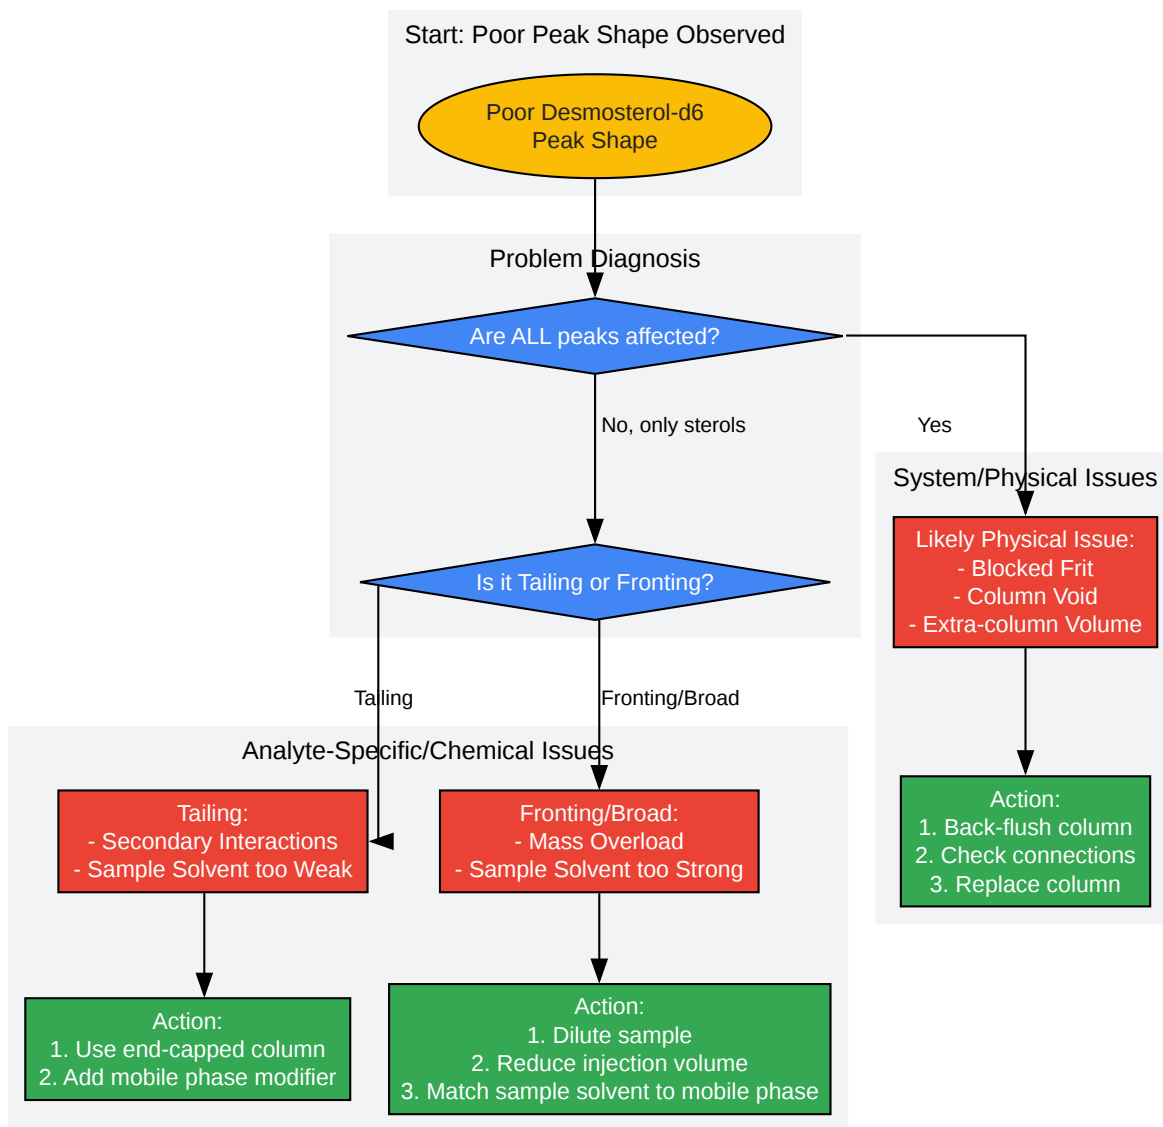 Start: Poor Peak Shape Observed
Poor Desmosterol-d6
Peak Shape
Problem Diagnosis
Are ALL peaks affected?
No, only sterols
Yes
Is it Tailing or Fronting?
System/Physical Issues
Likely Physical Issue:
- Blocked Frit
- Column Void
- Extra-column Volume
Action:
1. Back-flush column
2. Check connections
3. Replace column
Tailing
Fronting/Broad
Analyte-Specific/Chemical Issues
Tailing:
- Secondary Interactions
- Sample Solvent too Weak
Fronting/Broad:
- Mass Overload
- Sample Solvent too Strong
Action:
1. Use end-capped column
2. Add mobile phase modifier
Action:
1. Dilute sample
2. Reduce injection volume
3. Match sample solvent to mobile phase